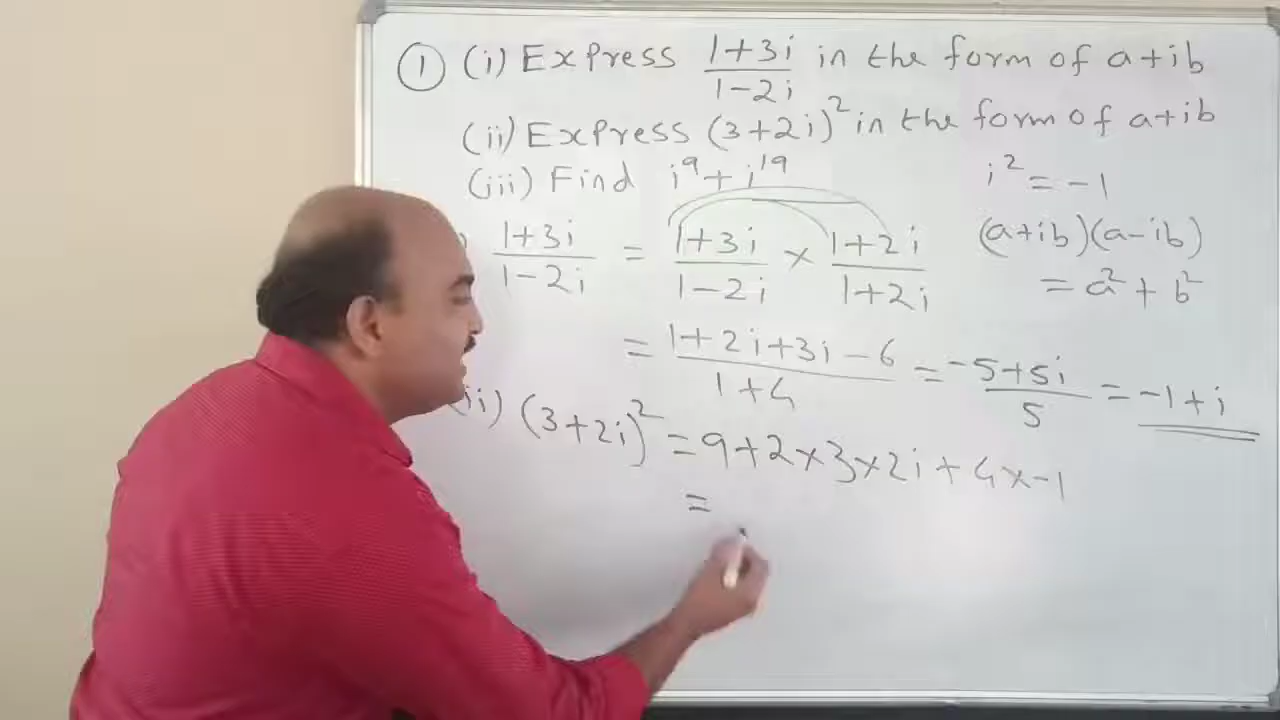 ① (i) Express (1+3i)/(1-2i) in the form of a+ib
(ii) Express (3+2i)² in the form of a+ib
(iii) Find i⁹ + i¹⁹
i² = -1
) (1+3i)/(1-2i) = (1+3i)/(1-2i) × (1+2i)/(1+2i)
(a+ib)(a-ib)
= a² + b²
= (1+2i+3i-6)/(1+4) = (-5+5i)/5 = -1+i
ii) (3+2i)² = 9+2×3×2i+4×-1
=